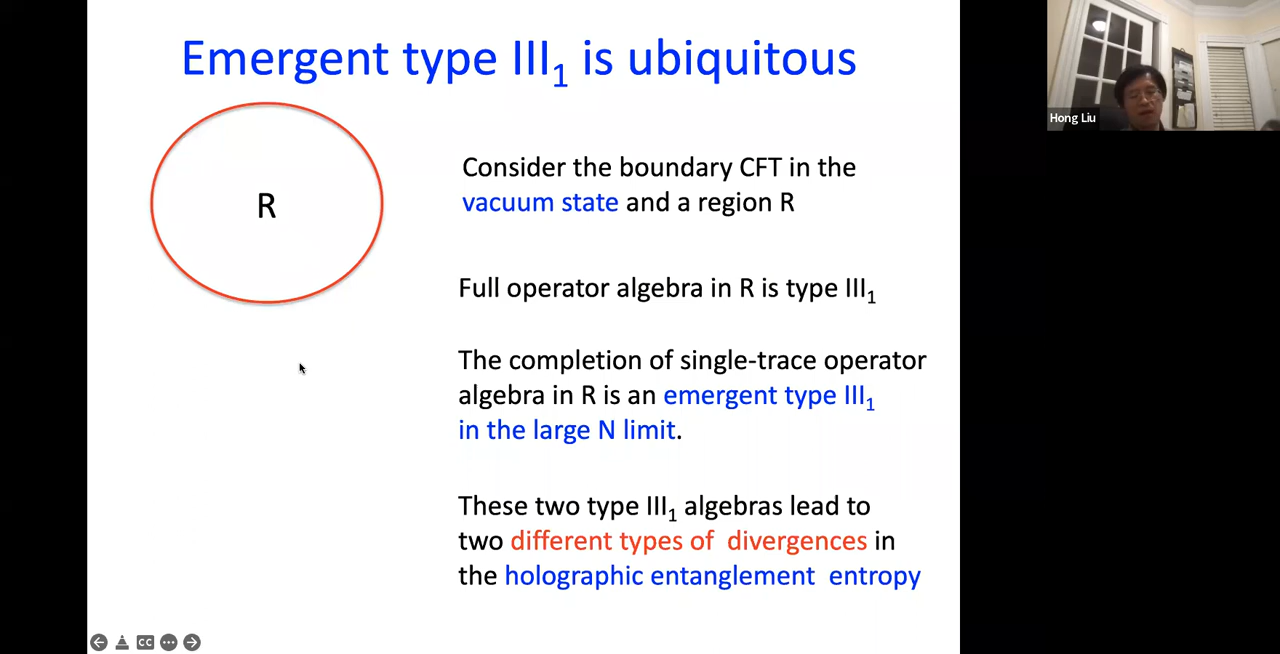 Emergent type III₁ is ubiquitous
R
Consider the boundary CFT in the
vacuum state and a region R
Full operator algebra in R is type III₁
The completion of single-trace operator
algebra in R is an emergent type III₁
in the large N limit.
These two type III₁ algebras lead to
two different types of divergences in
the holographic entanglement entropy
Hong Liu
CC